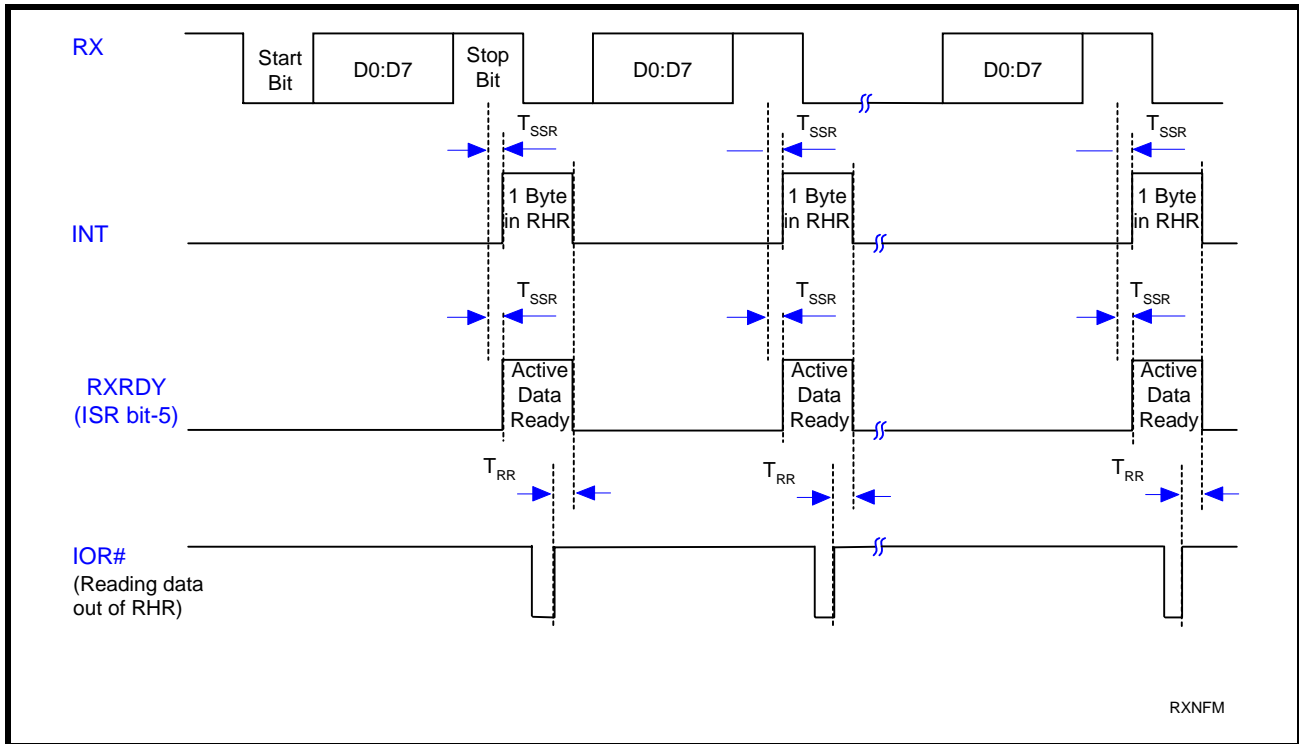 RX
Start
Bit
D0:D7
Stop
Bit
D0:D7
D0:D7
TSSR
TSSR
TSSR
INT
1 Byte
in RHR
1 Byte
in RHR
1 Byte
in RHR
TSSR
TSSR
TSSR
RXRDY
(ISR bit-5)
Active
Data
Ready
Active
Data
Ready
Active
Data
Ready
TRR
TRR
TRR
IOR#
(Reading data
out of RHR)
RXNFM